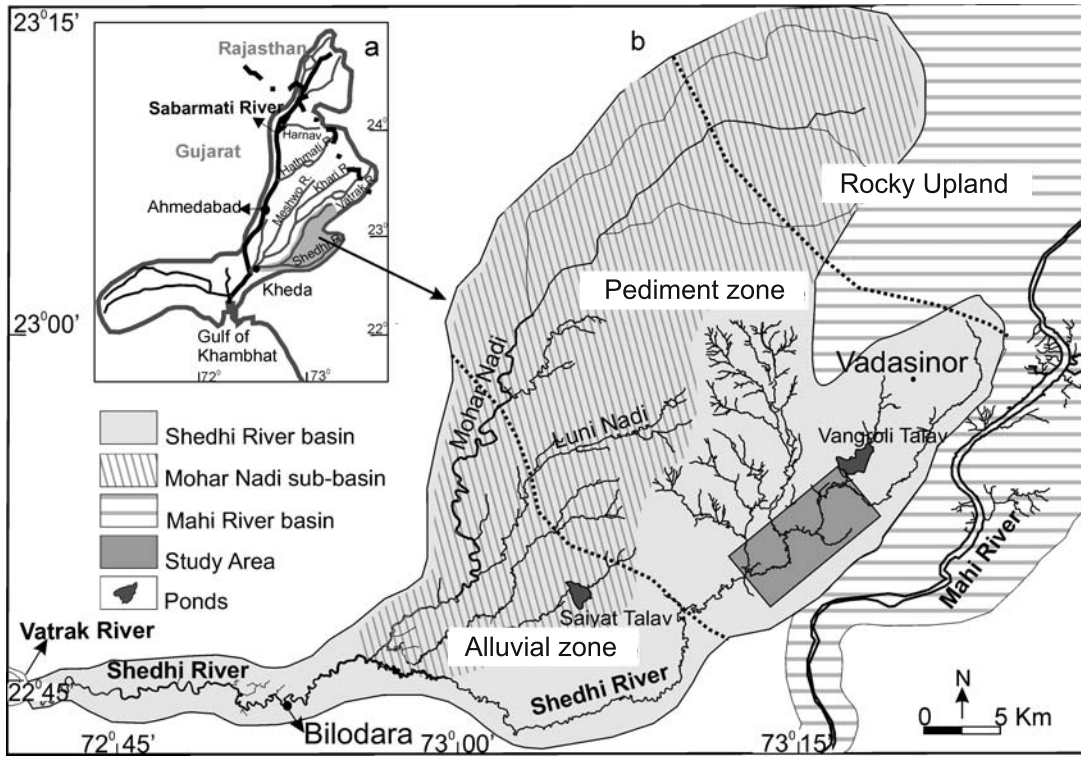 23°15'
a
b
Rajasthan
Sabarmati River
24°
Harnav
Gujarat
Hathmati R.
Khari R.
Meshwo R.
Vatrak R.
Ahmedabad
23°
Shedhi R.
Kheda
Gulf of
Khambhat
22°
72°
73°
Rocky Upland
Pediment zone
23°00'
Vadasinor
Mohar Nadi
Luni Nadi
Vangroli Talav
Shedhi River basin
Mohar Nadi sub-basin
Mahi River basin
Study Area
Ponds
Mahi River
Saiyat Talav
Vatrak River
Alluvial zone
Shedhi River
Shedhi River
22°45'
N
0 5 Km
Bilodara
72°45'
73°00'
73°15'